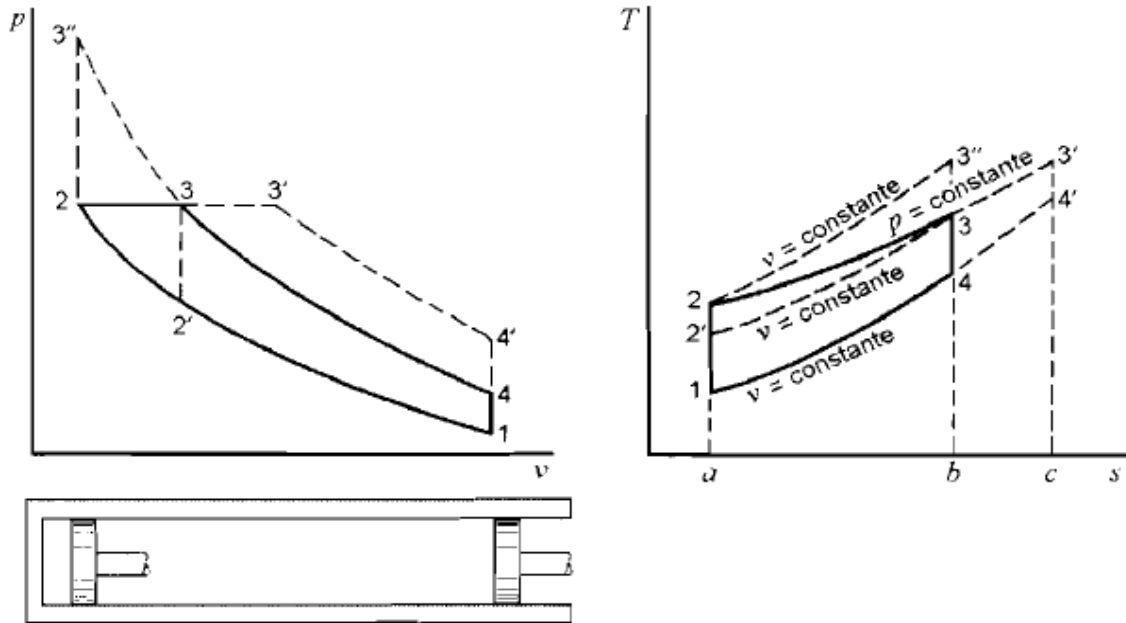 p
3″
2
3
3′
2′
4′
4
1
v
T
3″
3′
v = constante
p = constante
4′
3
2
2′
v = constante
4
1
v = constante
a
b
c
s